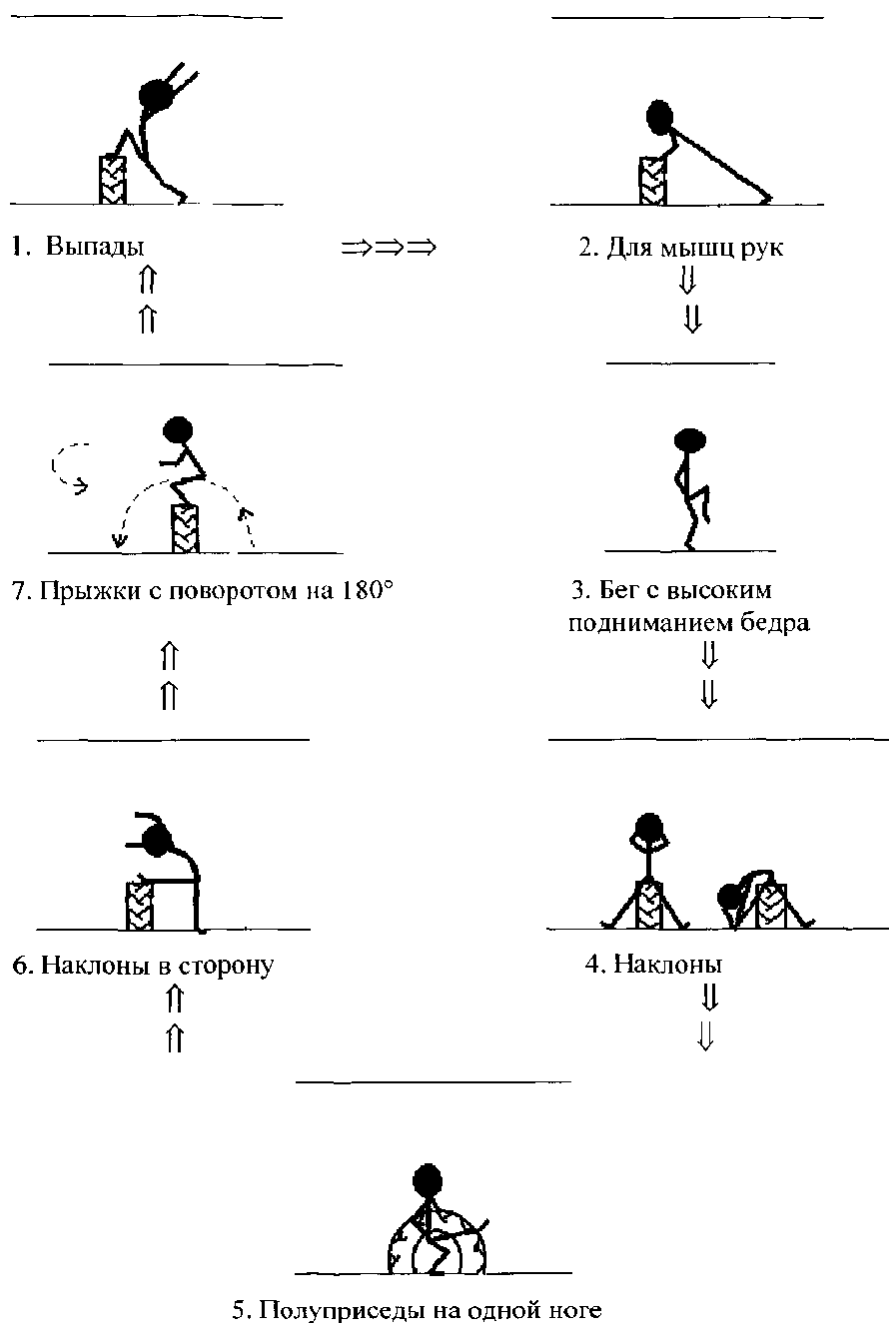 1. Выпады
⇒⇒⇒
2. Для мышц рук
⇑
⇓
⇑
⇓
7. Прыжки с поворотом на 180°
3. Бег с высоким
подниманием бедра
⇑
⇓
⇑
⇓
6. Наклоны в сторону
4. Наклоны
⇑
⇓
⇑
⇓
5. Полуприседы на одной ноге